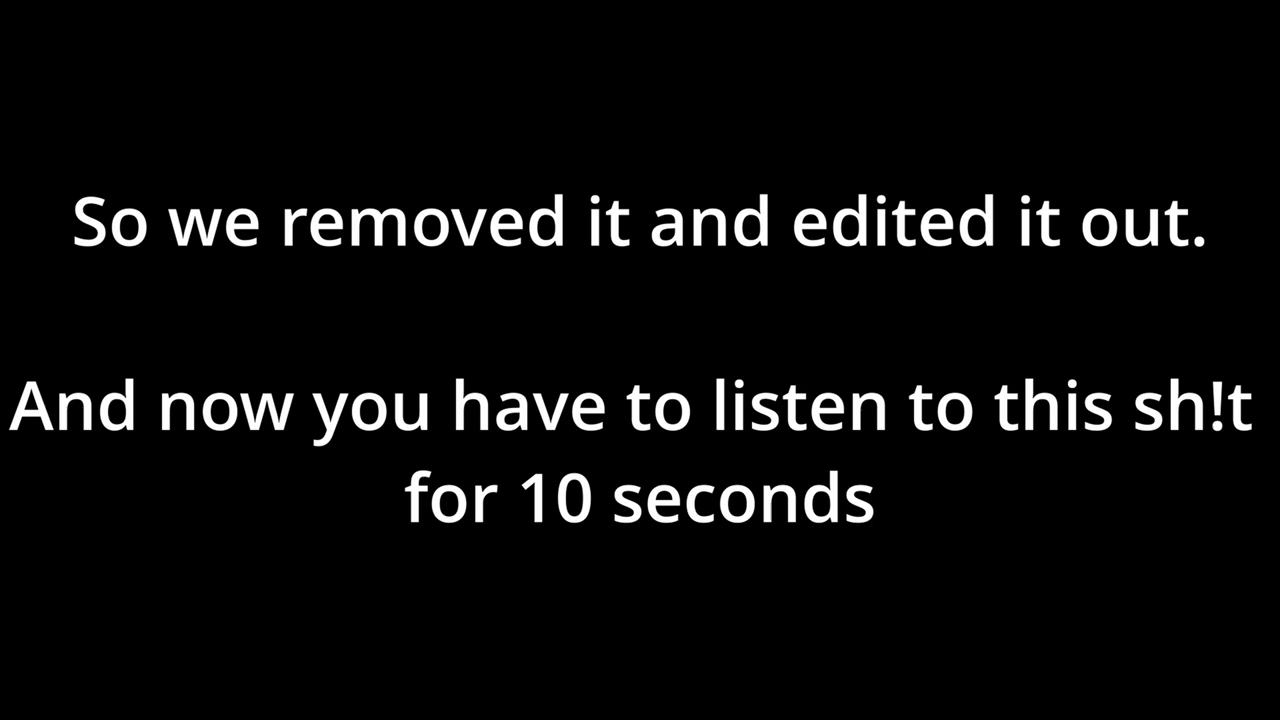 So we removed it and edited it out.
And now you have to listen to this sh!t
for 10 seconds